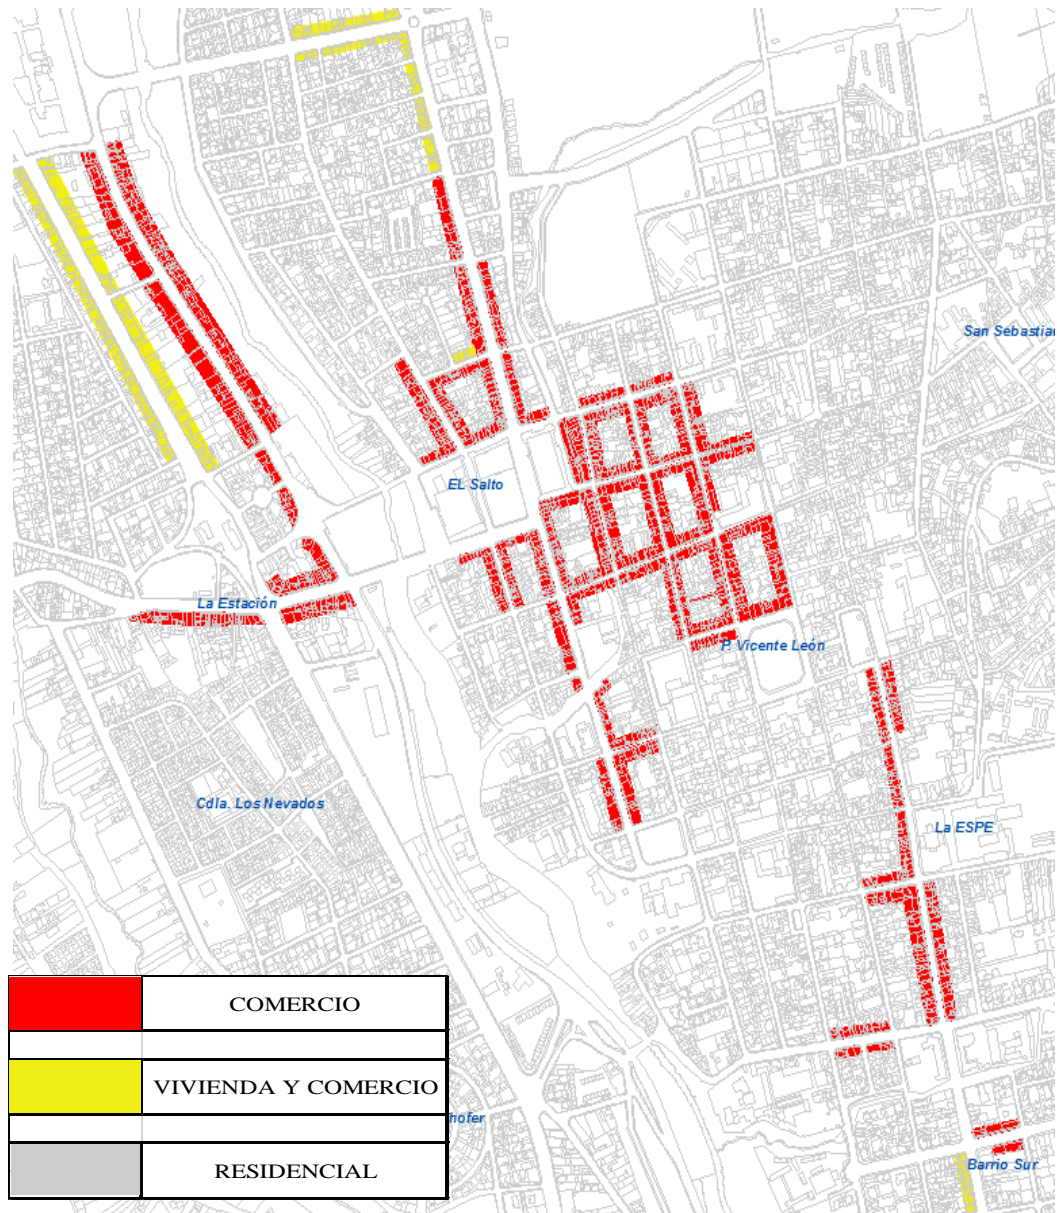 San Sebastian
EL Salto
La Estación
P. Vicente León
Cdla. Los Nevados
La ESPE
COMERCIO
VIVIENDA Y COMERCIO
hofer
RESIDENCIAL
Barrio Sur